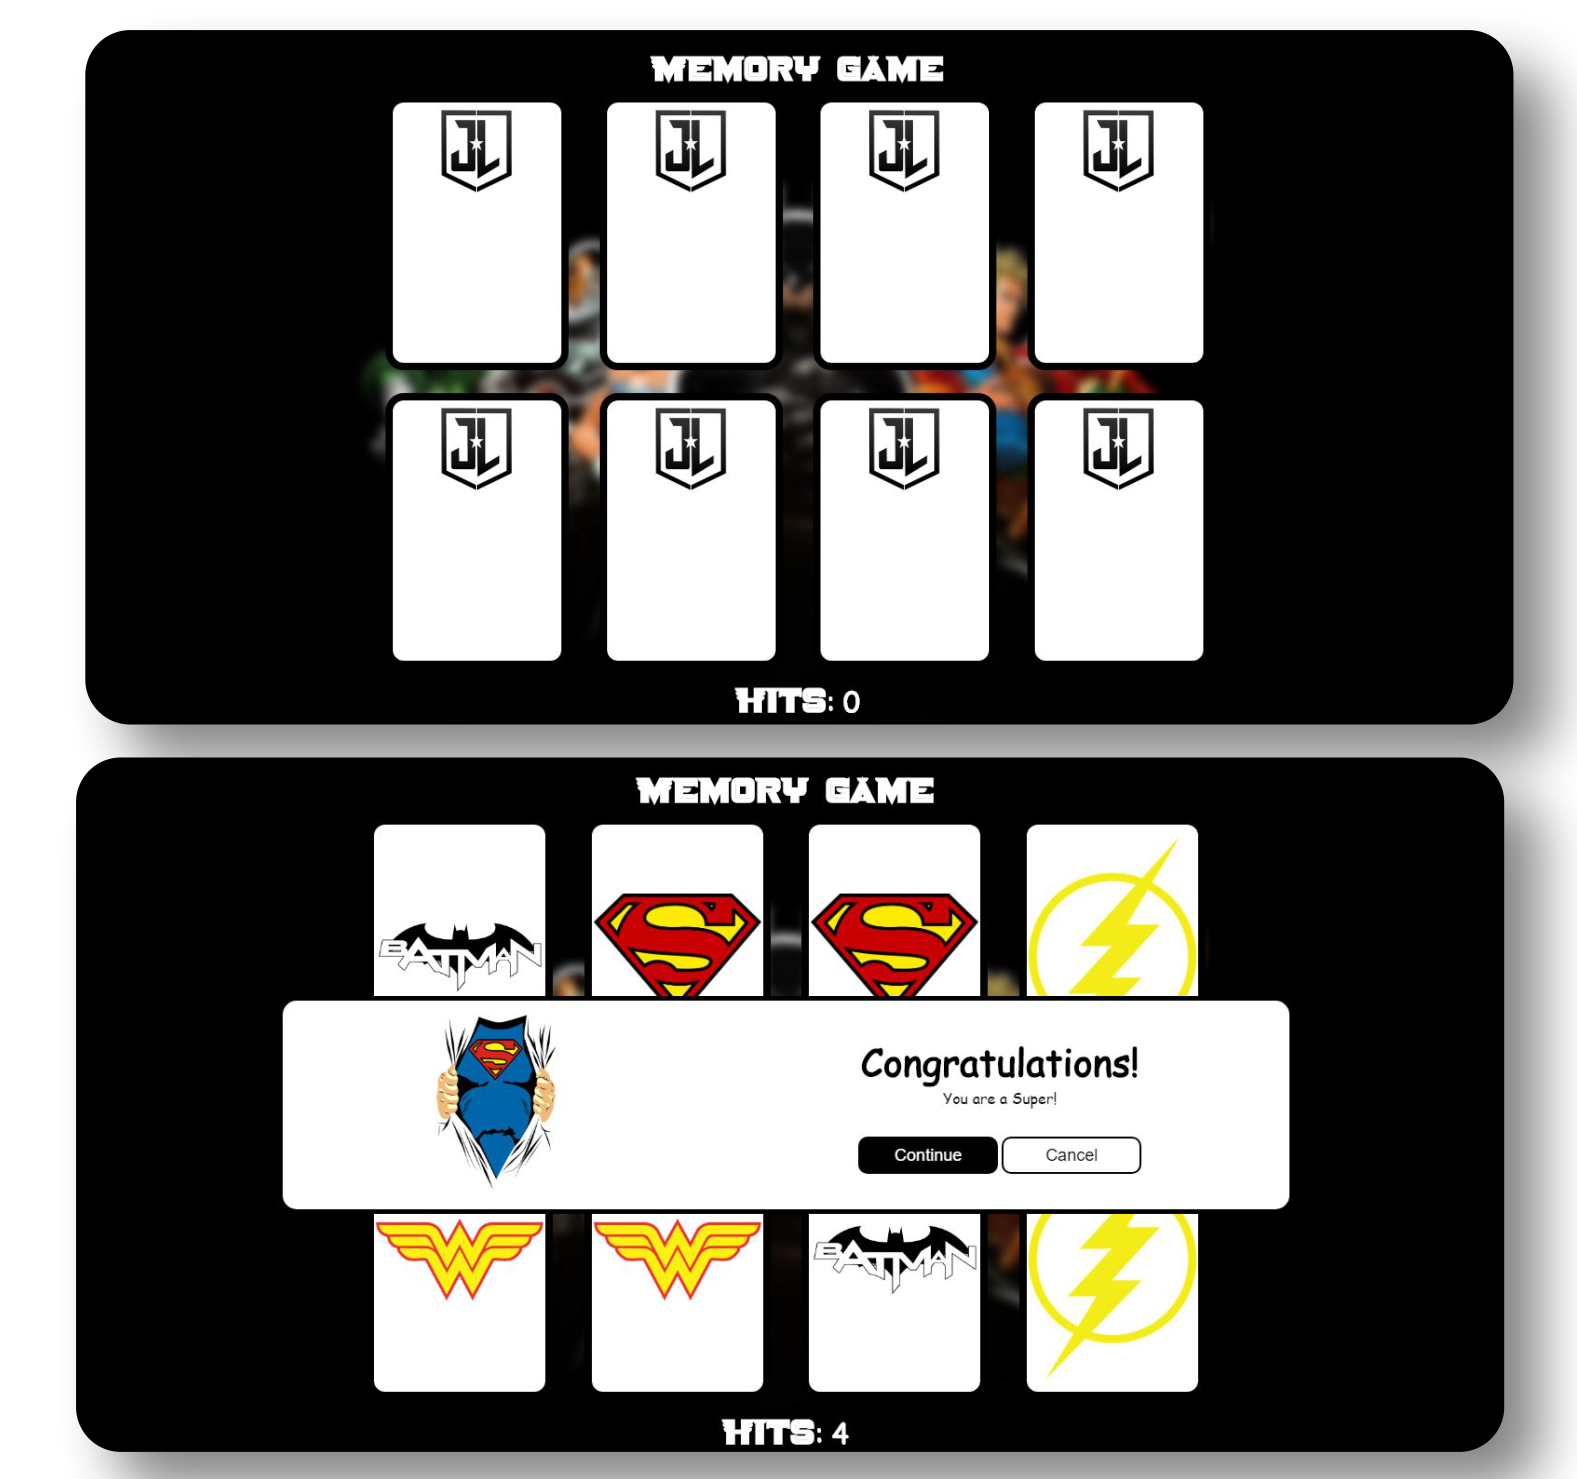 MEMORY GAME
JL JL JL JL
JL JL JL JL
HITS: 0
MEMORY GAME
BATMAN S S
S
Congratulations!
You are a Super!
Continue Cancel
W W BATMAN
HITS: 4